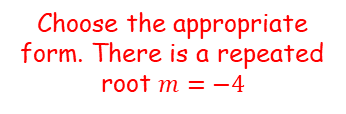 Choose the appropriate
form. There is a repeated
root m = −4